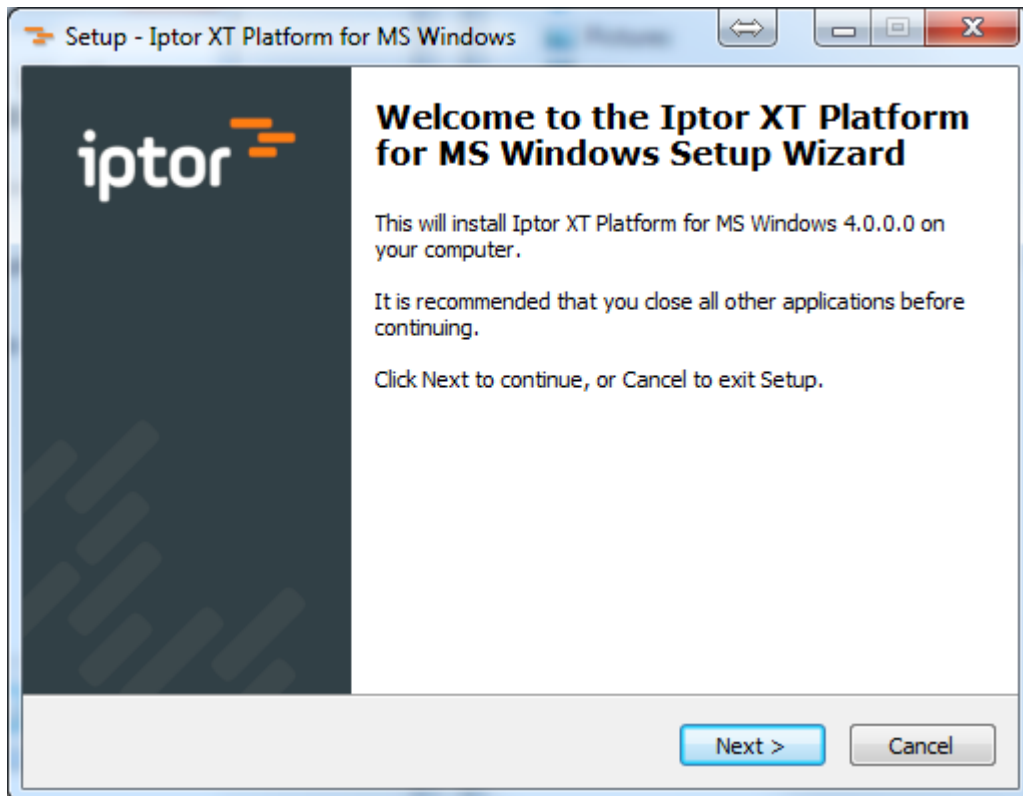 Setup - Iptor XT Platform for MS Windows
iptor
Welcome to the Iptor XT Platform
for MS Windows Setup Wizard
This will install Iptor XT Platform for MS Windows 4.0.0.0 on
your computer.
It is recommended that you close all other applications before
continuing.
Click Next to continue, or Cancel to exit Setup.
Next >
Cancel